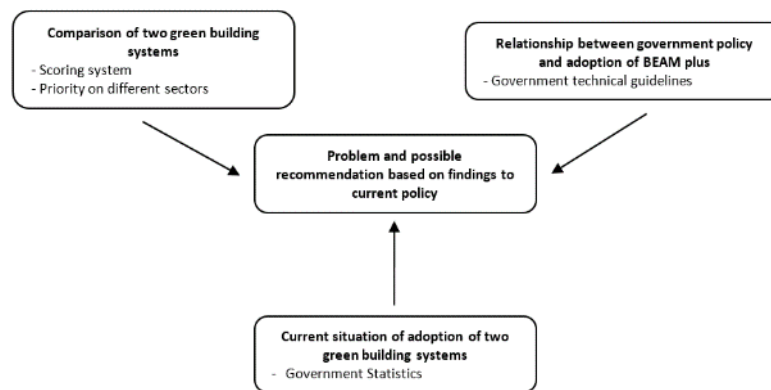 Comparison of two green building
systems
- Scoring system
- Priority on different sectors
Relationship between government policy
and adoption of BEAM plus
- Government technical guidelines
Problem and possible
recommendation based on findings to
current policy
Current situation of adoption of two
green building systems
- Government Statistics